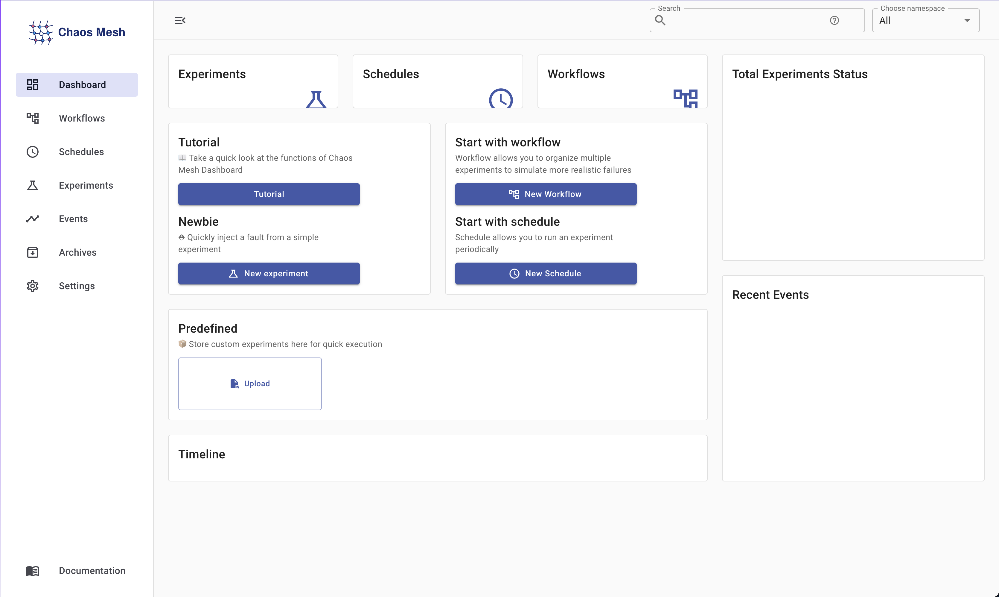 Chaos Mesh
Dashboard
Workflows
Schedules
Experiments
Events
Archives
Settings
Documentation
Search
Choose namespace
All
Experiments
Schedules
Workflows
Tutorial
📖 Take a quick look at the functions of Chaos
Mesh Dashboard
Tutorial
Newbie
⛑ Quickly inject a fault from a simple
experiment
New experiment
Start with workflow
Workflow allows you to organize multiple
experiments to simulate more realistic failures
New Workflow
Start with schedule
Schedule allows you to run an experiment
periodically
New Schedule
Predefined
📦 Store custom experiments here for quick execution
Upload
Timeline
Total Experiments Status
Recent Events